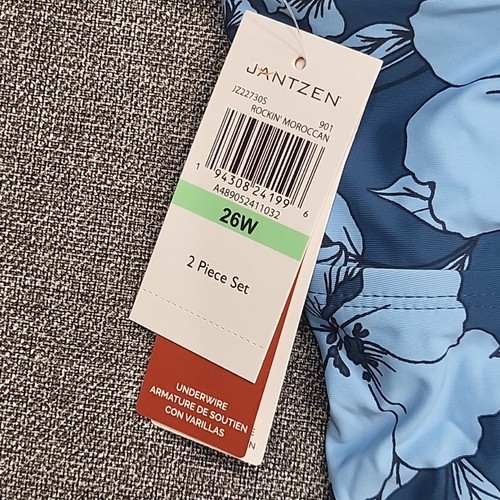 JANTZEN
JZ22730S 901
ROCKIN' MOROCCAN
1 94308 24199 6
A489052411032
26W
2 Piece Set
UNDERWIRE
ARMATURE DE SOUTIEN
CON VARILLAS
E
N